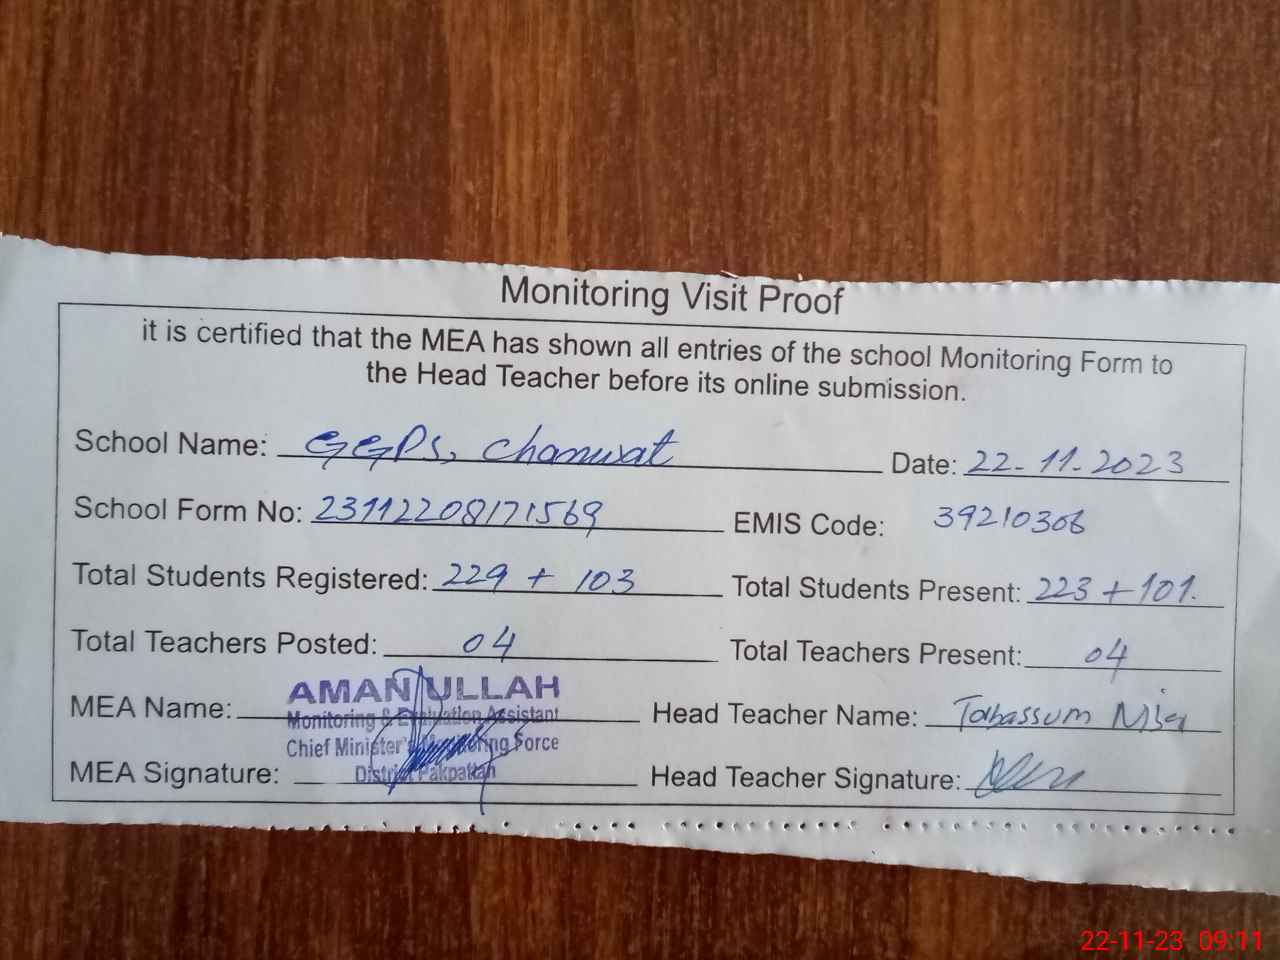 Monitoring Visit Proof
it is certified that the MEA has shown all entries of the school Monitoring Form to
the Head Teacher before its online submission.
School Name: GGPS, Chanwat Date: 22-11-2023
School Form No: 23112208171569 EMIS Code: 39210306
Total Students Registered: 229 + 103 Total Students Present: 223 + 101.
Total Teachers Posted: 04 Total Teachers Present: 04
MEA Name: AMAN ULLAH Head Teacher Name: Tabassum
Monitoring & Evaluation Assistant
Chief Minister's Monitoring Force
MEA Signature: District Pakpattan Head Teacher Signature:
22-11-23 09:11